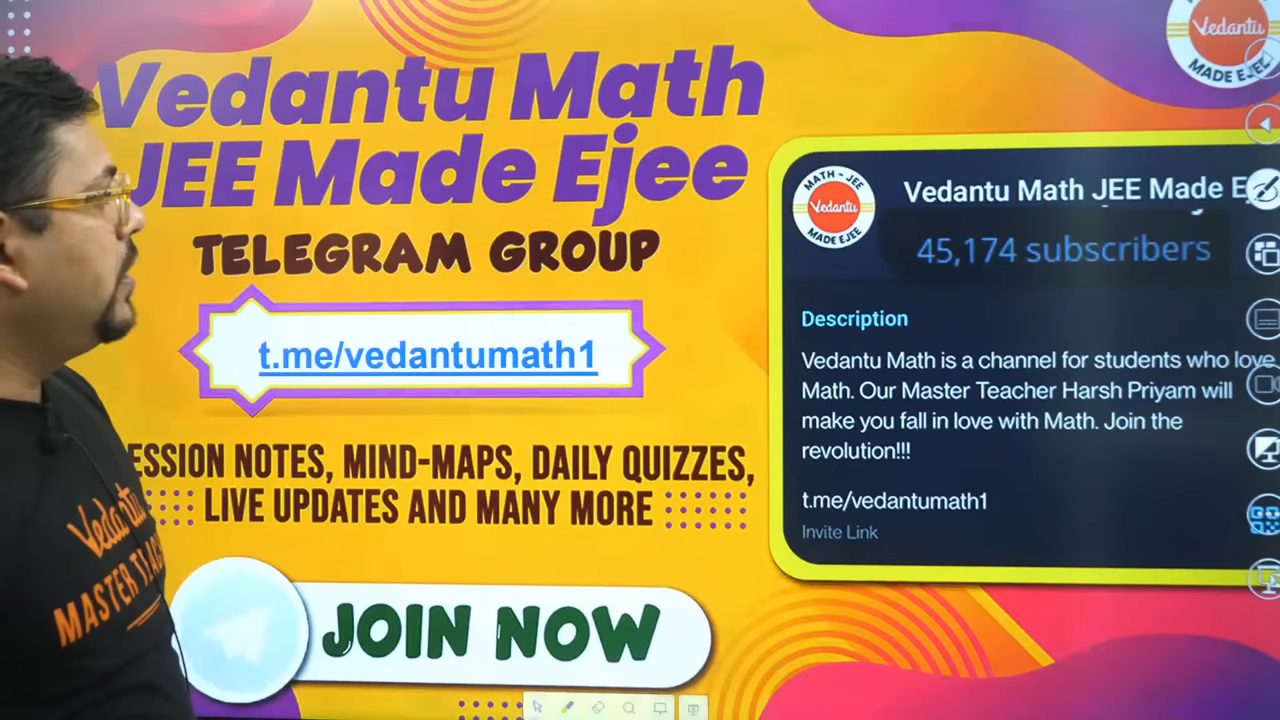 Vedantu Math
JEE Made Ejee
TELEGRAM GROUP
t.me/vedantumath1
ESSION NOTES, MIND-MAPS, DAILY QUIZZES,
LIVE UPDATES AND MANY MORE
JOIN NOW
Vedantu
MADE EJEE
MATH - JEE
Vedantu
MADE EJEE
Vedantu Math JEE Made E
45,174 subscribers
Description
Vedantu Math is a channel for students who love
Math. Our Master Teacher Harsh Priyam will
make you fall in love with Math. Join the
revolution!!!
t.me/vedantumath1
Invite Link
Vedantu
MASTER TEAC